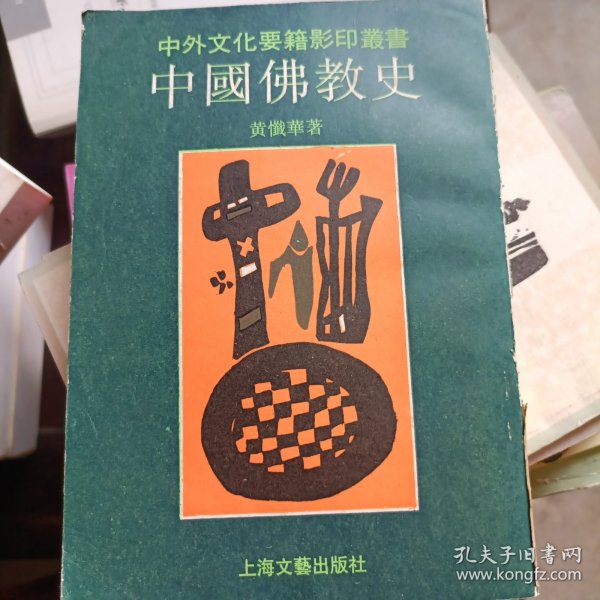 中外文化要籍影印叢書
中國佛教史
黄懺華著
上海文藝出版社
孔夫子旧书网
www.kongfz.com